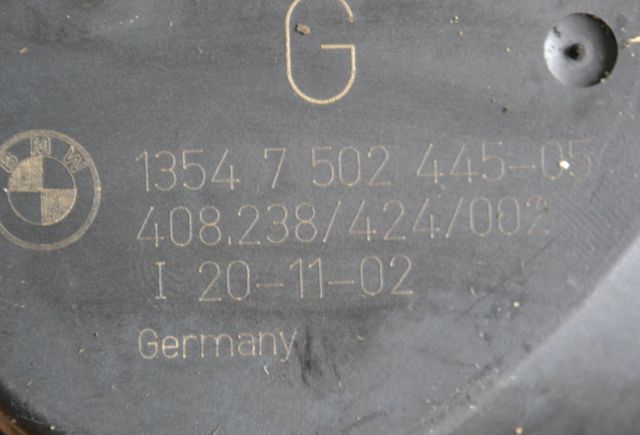 G
BMW
1354 7 502 445-05
408.238/424/002
I 20-11-02
Germany